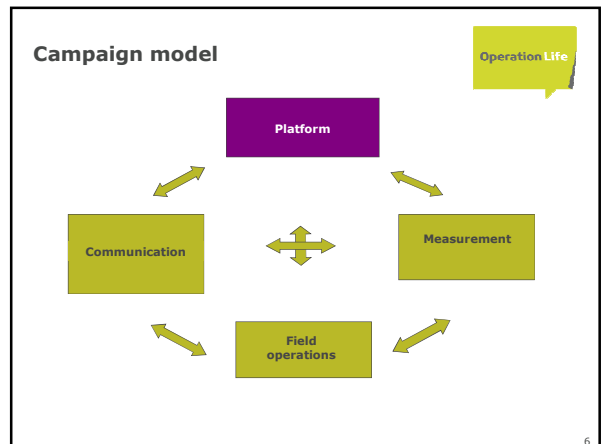 Campaign model
Operation Life
Platform
Communication
Measurement
Field
operations
6